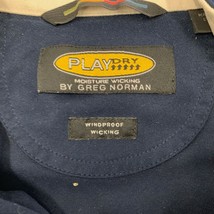 PLAYDRY
MOISTURE WICKING
BY GREG NORMAN
WINDPROOF
WICKING